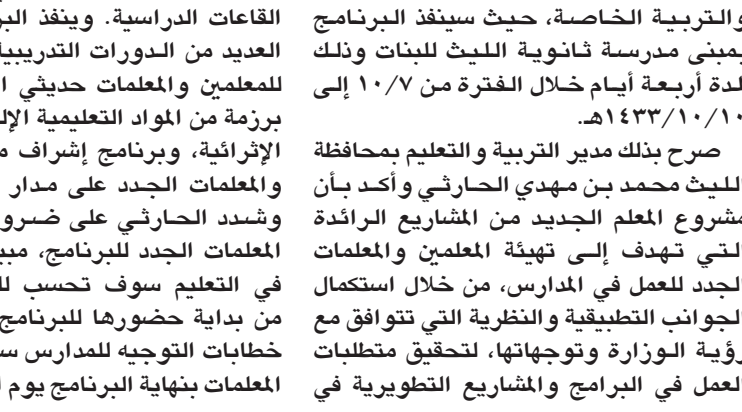 والتربية الخاصة، حيث سينفذ البرنامج
بمبنى مدرسة ثانوية الليث للبنات وذلك
لمدة أربعة أيام خلال الفترة من ١٠/٧ إلى
١٤٣٣/١٠/١٠هـ.
صرح بذلك مدير التربية والتعليم بمحافظة
الليث محمد بن مهدي الحارثي وأكد بأن
مشروع المعلم الجديد من المشاريع الرائدة
التي تهدف إلى تهيئة المعلمين والمعلمات
الجدد للعمل في المدارس، من خلال استكمال
الجوانب التطبيقية والنظرية التي تتوافق مع
رؤية الوزارة وتوجهاتها، لتحقيق متطلبات
العمل في البرامج والمشاريع التطويرية في
القاعات الدراسية. وينفذ
العديد من الدورات التدريبية
للمعلمين والمعلمات حديثي
برزمة من المواد التعليمية
الإثرائية، وبرنامج إشراف
والمعلمات الجدد على مدار
وشدد الحارثي على
المعلمات الجدد للبرنامج،
في التعليم سوف تحسب
من بداية حضورها للبرنامج
خطابات التوجيه للمدارس
المعلمات بنهاية البرنامج يوم